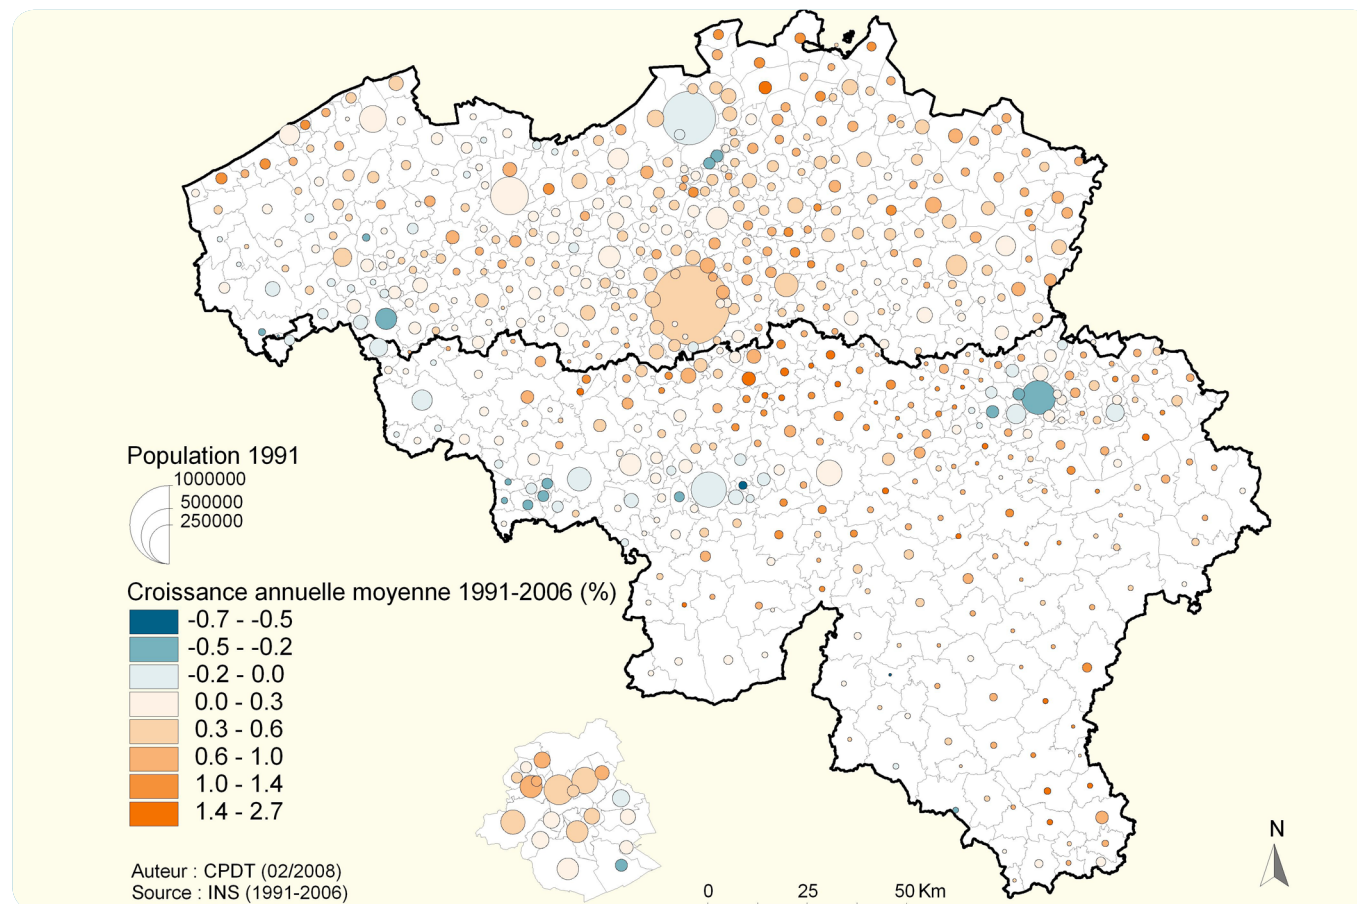 Population 1991
1000000
500000
250000
Croissance annuelle moyenne 1991-2006 (%)
-0.7 - -0.5
-0.5 - -0.2
-0.2 - 0.0
0.0 - 0.3
0.3 - 0.6
0.6 - 1.0
1.0 - 1.4
1.4 - 2.7
Auteur : CPDT (02/2008)
Source : INS (1991-2006)
0 25 50 Km
N